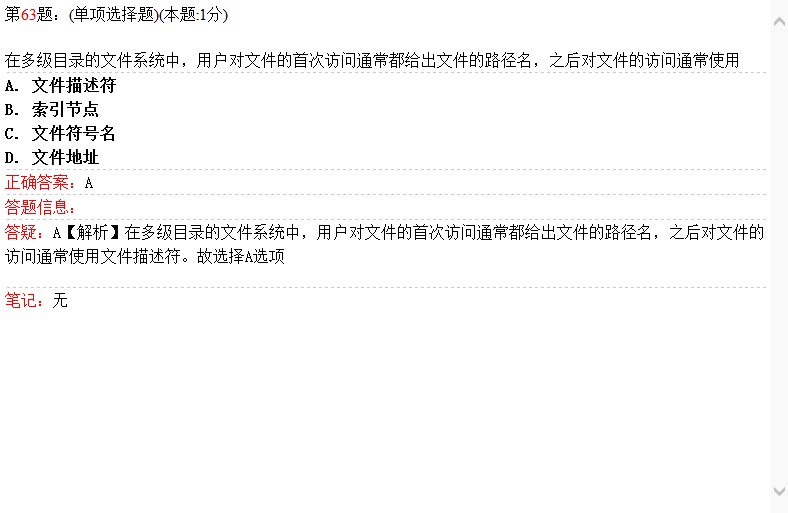 第63题：(单项选择题)(本题:1分)
在多级目录的文件系统中，用户对文件的首次访问通常都给出文件的路径名，之后对文件的访问通常使用
A. 文件描述符
B. 索引节点
C. 文件符号名
D. 文件地址
正确答案：A
答题信息：
答疑：A【解析】在多级目录的文件系统中，用户对文件的首次访问通常都给出文件的路径名，之后对文件的
访问通常使用文件描述符。故选择A选项
笔记：无